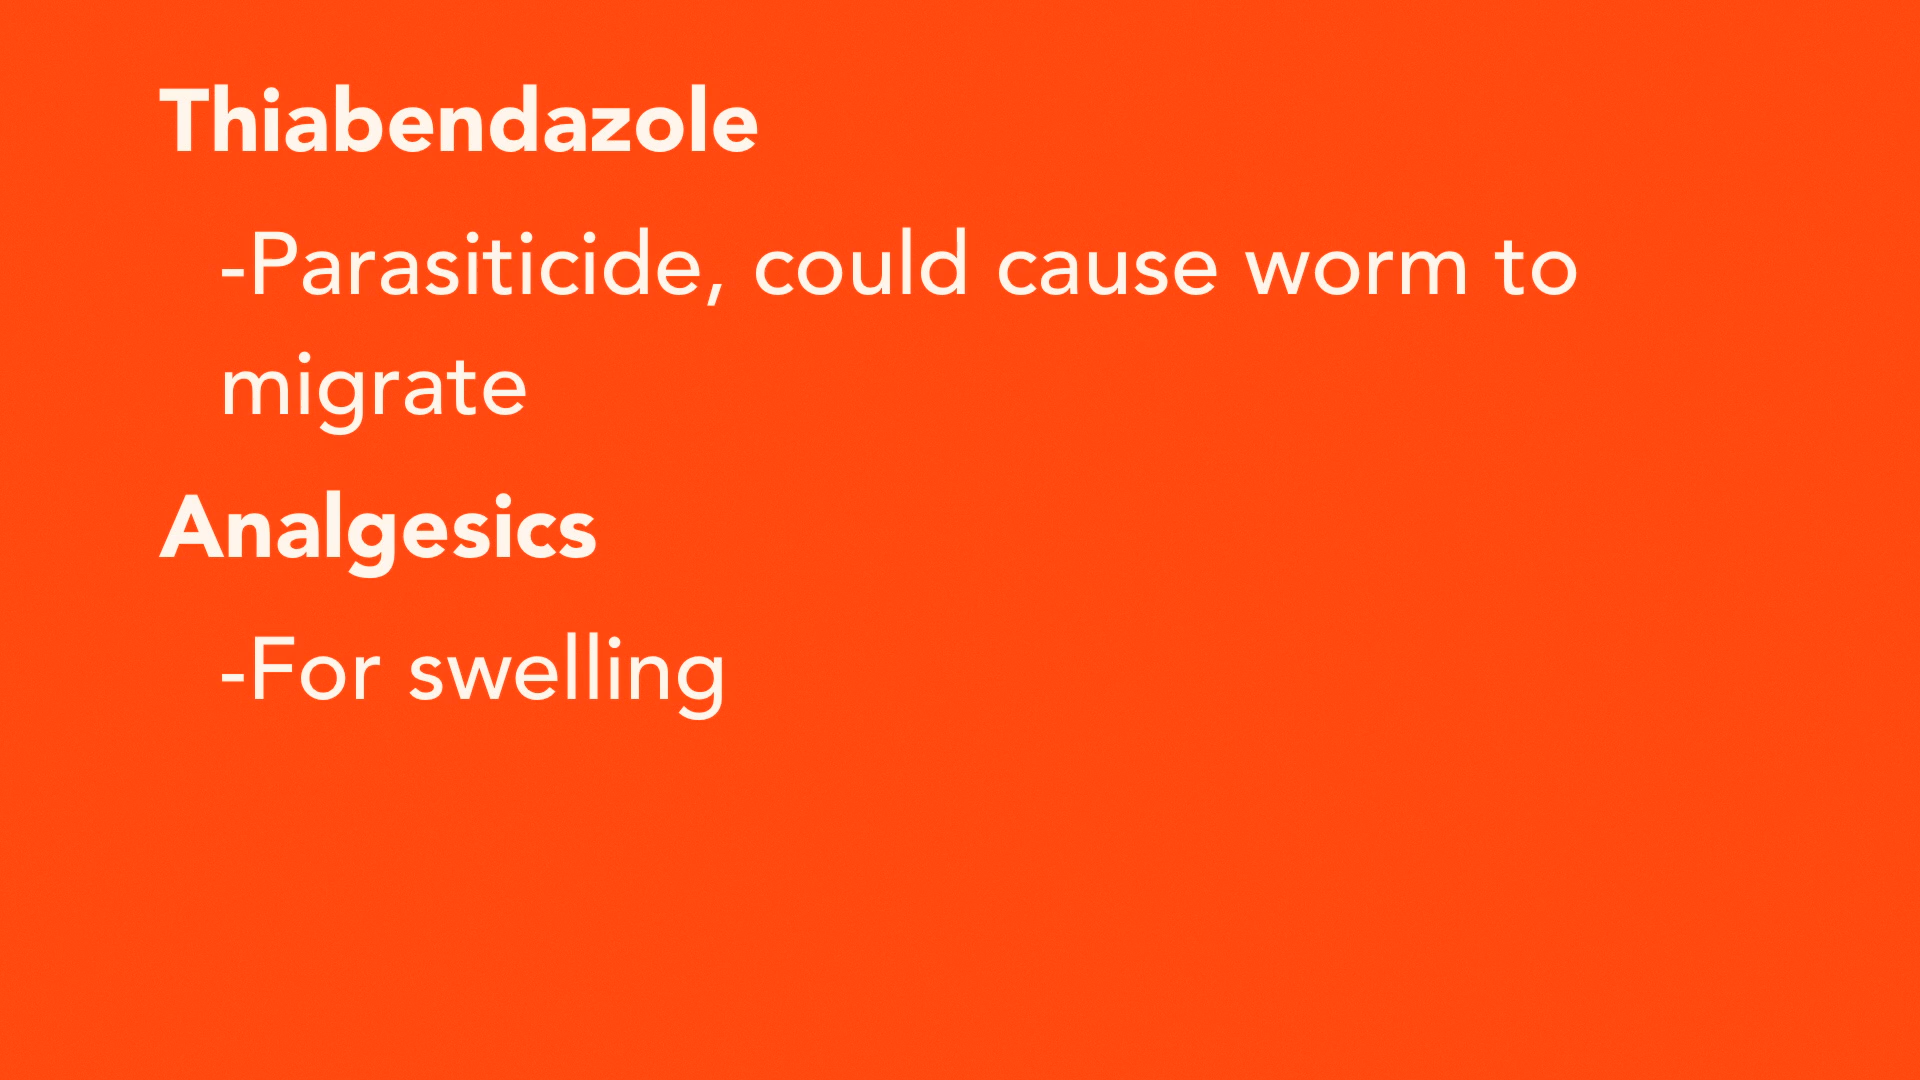 Thiabendazole
-Parasiticide, could cause worm to
migrate
Analgesics
-For swelling